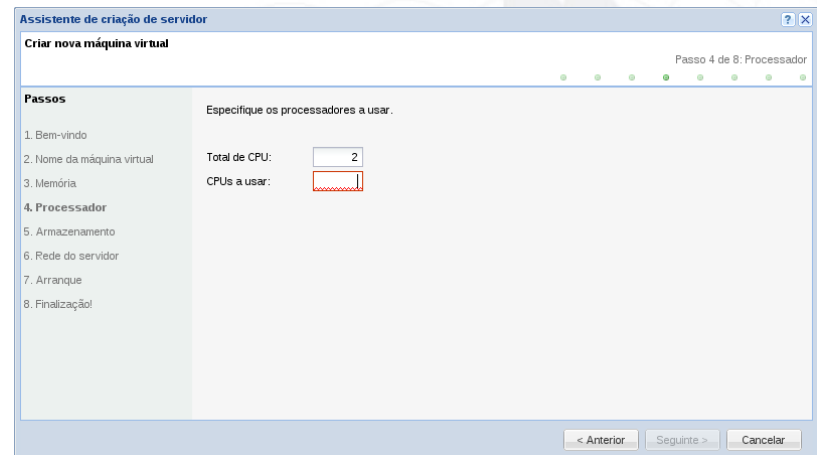 Assistente de criação de servidor
Criar nova máquina virtual
Passo 4 de 8: Processador
Passos
1. Bem-vindo
2. Nome da máquina virtual
3. Memória
4. Processador
5. Armazenamento
6. Rede do servidor
7. Arranque
8. Finalização!
Especifique os processadores a usar.
Total de CPU: 2
CPUs a usar:
< Anterior Seguinte > Cancelar